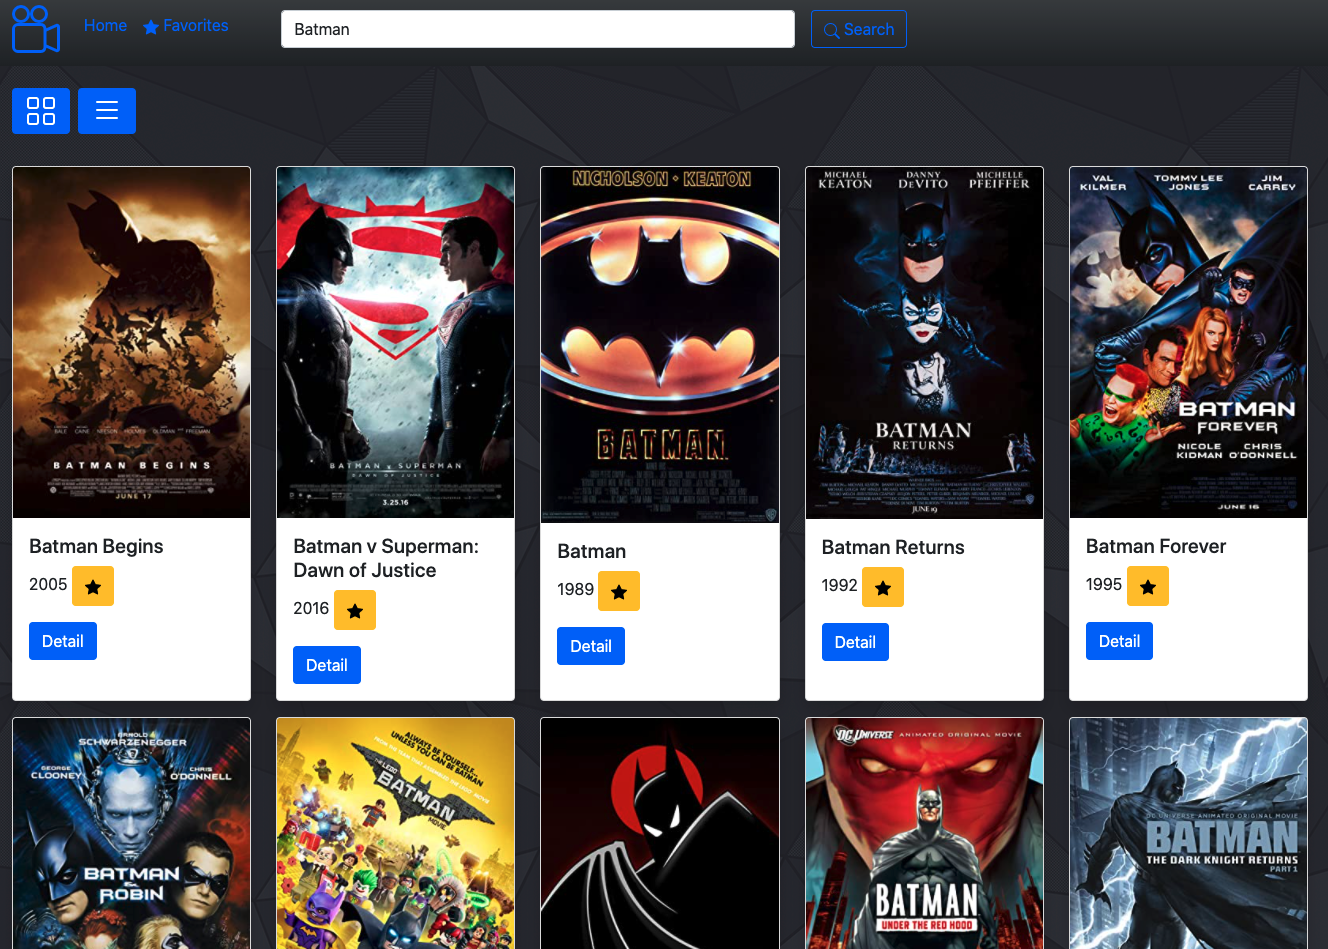 Home
Favorites
Batman
Search
NICHOLSON · KEATON
BATMAN
MICHAEL KEATON
DANNY DEVITO
MICHELLE PFEIFFER
BATMAN
RETURNS
JUNE 19
VAL KILMER
TOMMY LEE JONES
JIM CARREY
BATMAN
FOREVER
NICOLE KIDMAN
CHRIS O'DONNELL
JUNE 16
BATMAN BEGINS
JUNE 17
BATMAN v SUPERMAN
DAWN OF JUSTICE
3.25.16
Batman Begins
2005
Detail
Batman v Superman:
Dawn of Justice
2016
Detail
Batman
1989
Detail
Batman Returns
1992
Detail
Batman Forever
1995
Detail
ARNOLD
SCHWARZENEGGER
GEORGE CLOONEY
CHRIS O'DONNELL
BATMAN
&
ROBIN
ALWAYS BE YOURSELF...
UNLESS YOU CAN BE BATMAN
THE LEGO
BATMAN
MOVIE
DC UNIVERSE ANIMATED ORIGINAL MOVIE
BATMAN
UNDER THE RED HOOD
DC UNIVERSE ANIMATED ORIGINAL MOVIE
BATMAN
THE DARK KNIGHT RETURNS
PART 1